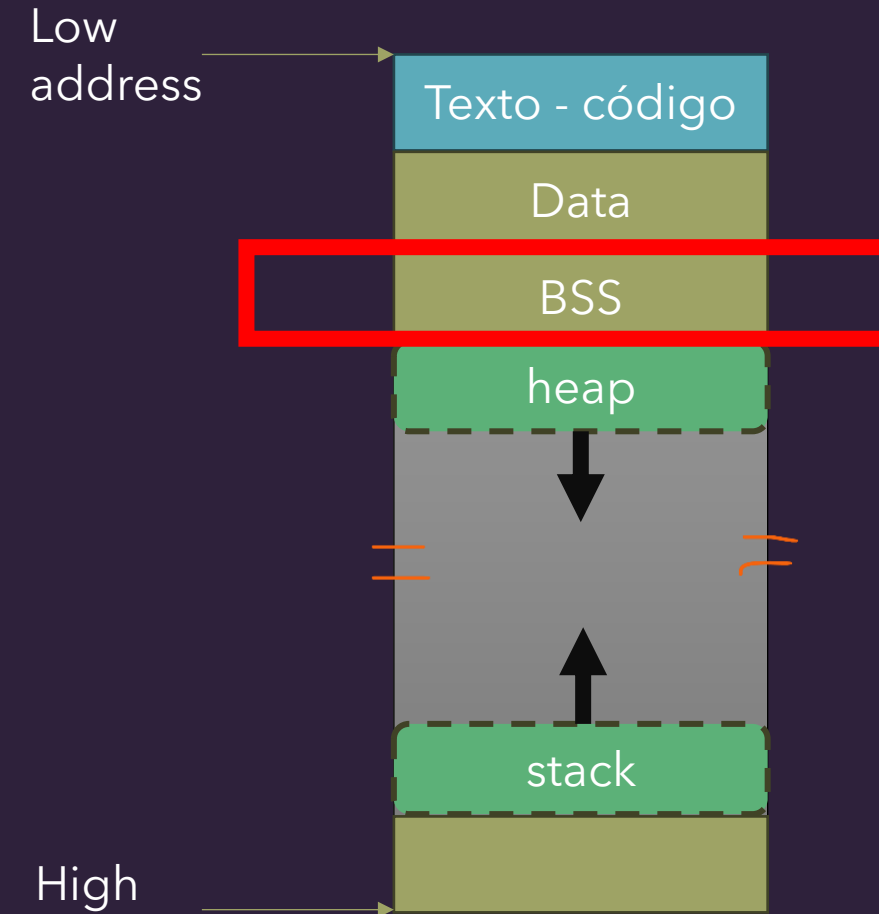 Low
address
Texto - código
Data
BSS
heap
stack
High